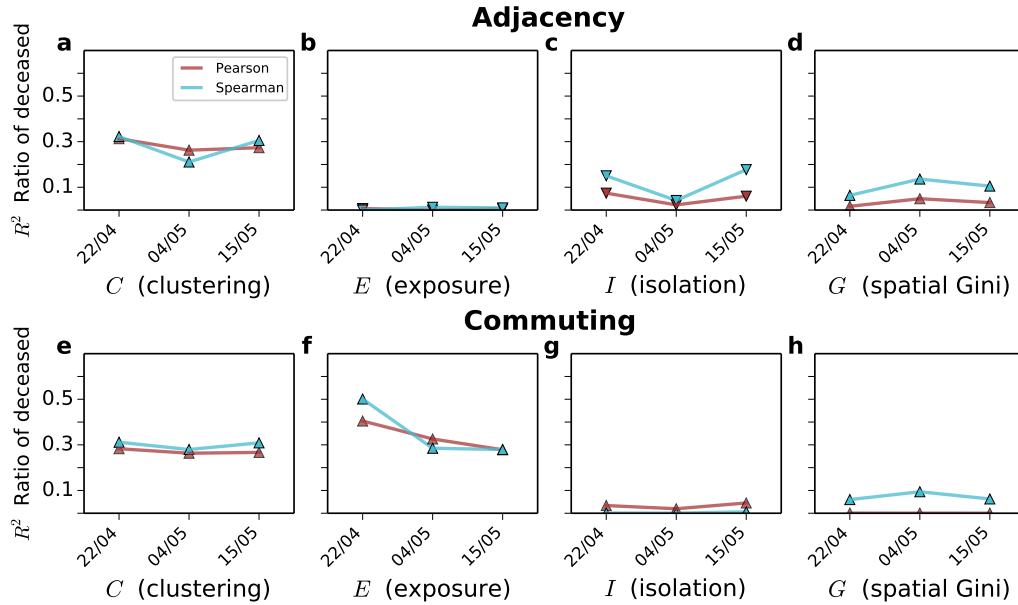 Adjacency
a b c d
Pearson
Spearman
R² Ratio of deceased
0.5
0.3
0.1
22/04 04/05 15/05 22/04 04/05 15/05 22/04 04/05 15/05 22/04 04/05 15/05
C (clustering) E (exposure) I (isolation) G (spatial Gini)
Commuting
e f g h
R² Ratio of deceased
0.5
0.3
0.1
22/04 04/05 15/05 22/04 04/05 15/05 22/04 04/05 15/05 22/04 04/05 15/05
C (clustering) E (exposure) I (isolation) G (spatial Gini)